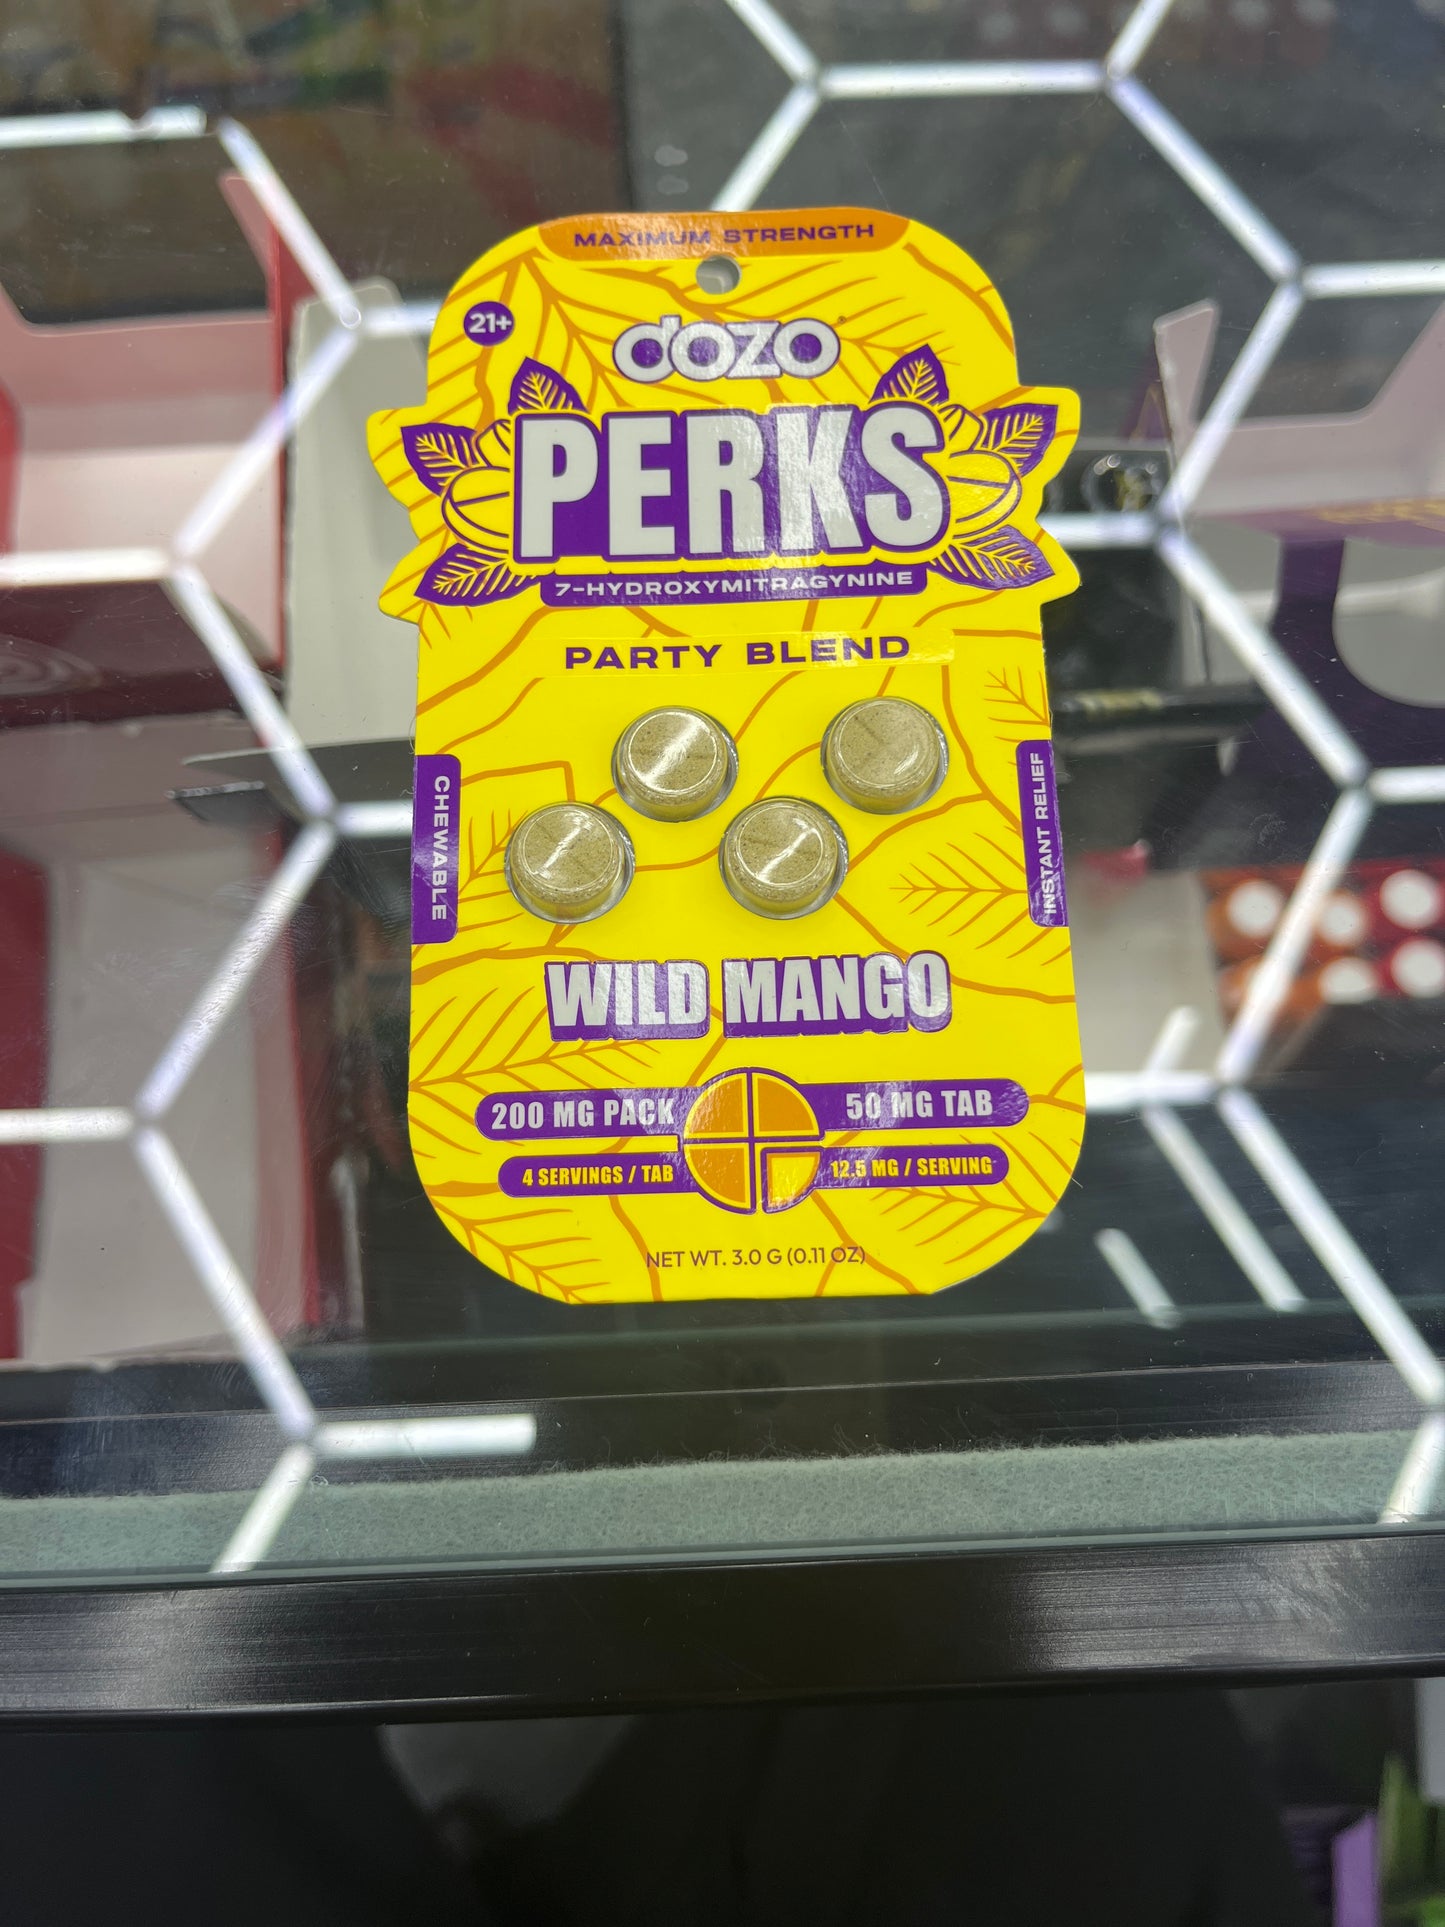 MAXIMUM STRENGTH
21+
dozo®
PERKS
7-HYDROXYMITRAGYNINE
PARTY BLEND
CHEWABLE
INSTANT RELIEF
WILD MANGO
200 MG PACK
50 MG TAB
4 SERVINGS / TAB
12.5 MG / SERVING
NET WT. 3.0 G (0.11 OZ)